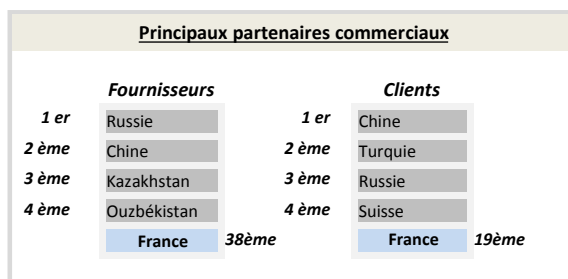 Principaux partenaires commerciaux
Fournisseurs Clients
1 er Russie 1 er Chine
2 ème Chine 2 ème Turquie
3 ème Kazakhstan 3 ème Russie
4 ème Ouzbékistan 4 ème Suisse
France 38ème France 19ème